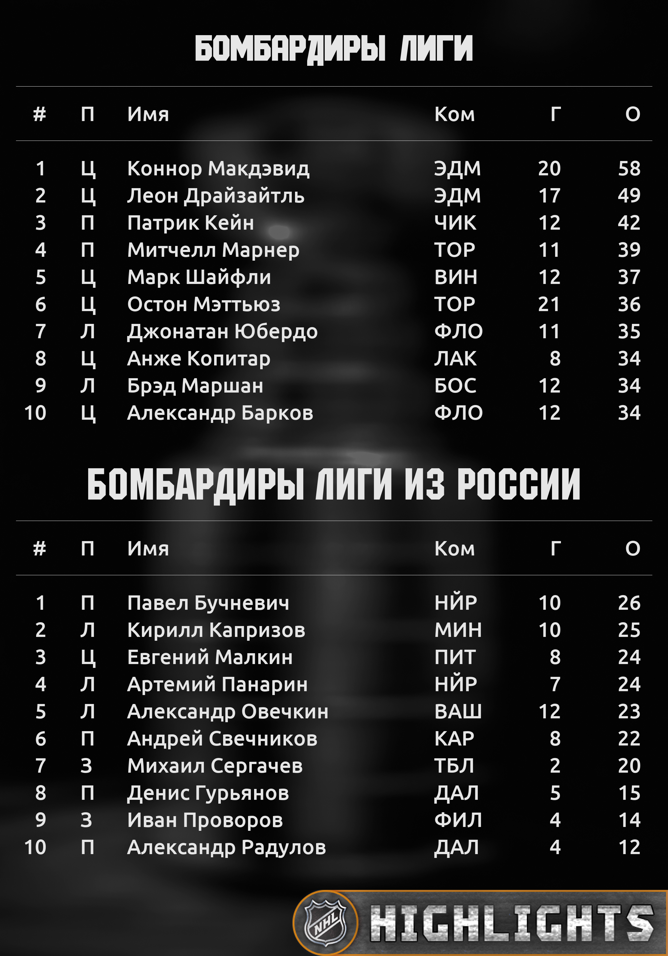 БОМБАРДИРЫ ЛИГИ
# П Имя Ком Г О
1 Ц Коннор Макдэвид ЭДМ 20 58
2 Ц Леон Драйзайтль ЭДМ 17 49
3 П Патрик Кейн ЧИК 12 42
4 П Митчелл Марнер ТОР 11 39
5 Ц Марк Шайфли ВИН 12 37
6 Ц Остон Мэттьюз ТОР 21 36
7 Л Джонатан Юбердо ФЛО 11 35
8 Ц Анже Копитар ЛАК 8 34
9 Л Брэд Маршан БОС 12 34
10 Ц Александр Барков ФЛО 12 34
БОМБАРДИРЫ ЛИГИ ИЗ РОССИИ
# П Имя Ком Г О
1 П Павел Бучневич НЙР 10 26
2 Л Кирилл Капризов МИН 10 25
3 Ц Евгений Малкин ПИТ 8 24
4 Л Артемий Панарин НЙР 7 24
5 Л Александр Овечкин ВАШ 12 23
6 П Андрей Свечников КАР 8 22
7 З Михаил Сергачев ТБЛ 2 20
8 П Денис Гурьянов ДАЛ 5 15
9 З Иван Проворов ФИЛ 4 14
10 П Александр Радулов ДАЛ 4 12
NHL HIGHLIGHTS